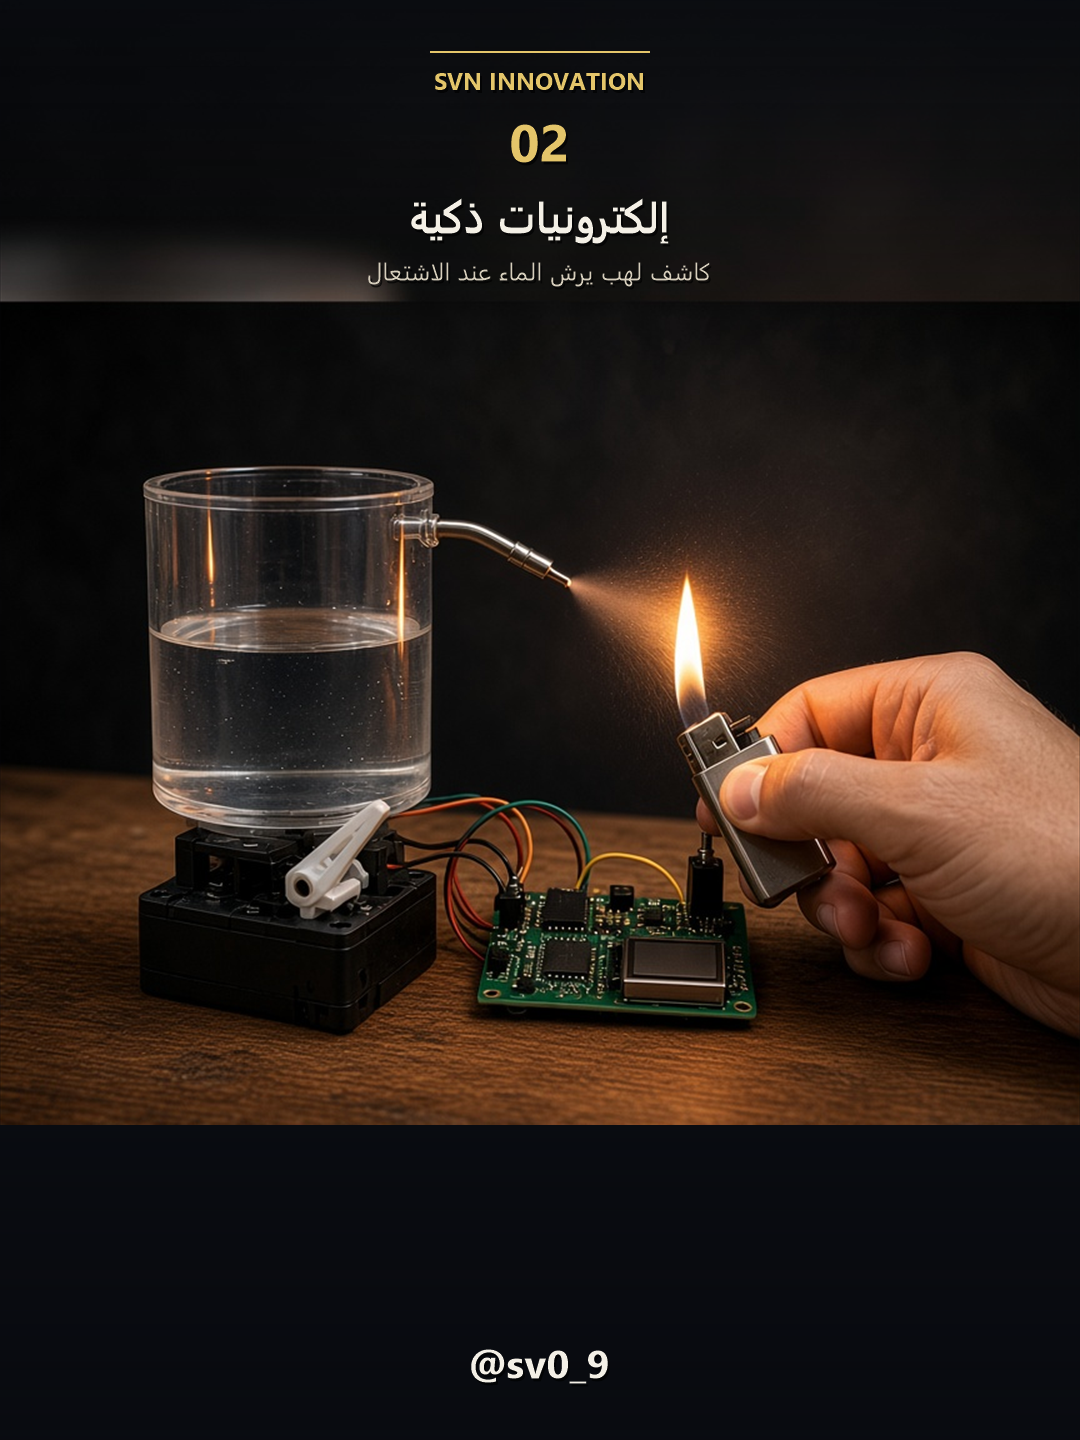 SVN INNOVATION
02
إلكترونيات ذكية
كاشف لهب يرش الماء عند الاشتعال
@sv0_9